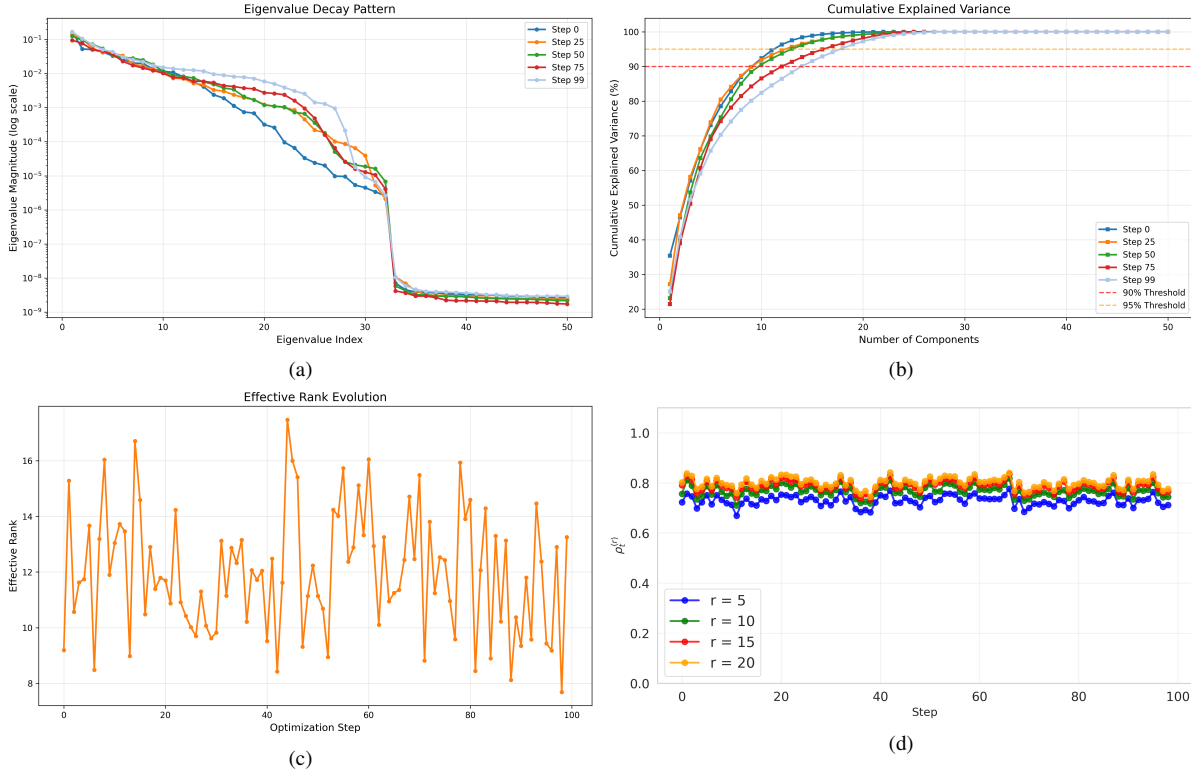 Eigenvalue Decay Pattern
Eigenvalue Magnitude (log scale)
10⁻¹
10⁻²
10⁻³
10⁻⁴
10⁻⁵
10⁻⁶
10⁻⁷
10⁻⁸
10⁻⁹
0 10 20 30 40 50
Eigenvalue Index
Step 0
Step 25
Step 50
Step 75
Step 99
(a)
Cumulative Explained Variance
Cumulative Explained Variance (%)
100
90
80
70
60
50
40
30
20
0 10 20 30 40 50
Number of Components
Step 0
Step 25
Step 50
Step 75
Step 99
90% Threshold
95% Threshold
(b)
Effective Rank Evolution
Effective Rank
16
14
12
10
8
0 20 40 60 80 100
Optimization Step
(c)
ρₜ⁽ʳ⁾
1.0
0.8
0.6
0.4
0.2
0.0
r = 5
r = 10
r = 15
r = 20
0 20 40 60 80 100
Step
(d)